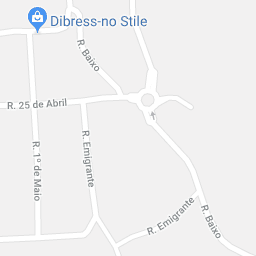 Dibress-no Stile
R. Baixo
R. 25 de Abril
R. 1º de Maio
R. Emigrante
R. Emigrante
R. Baixo